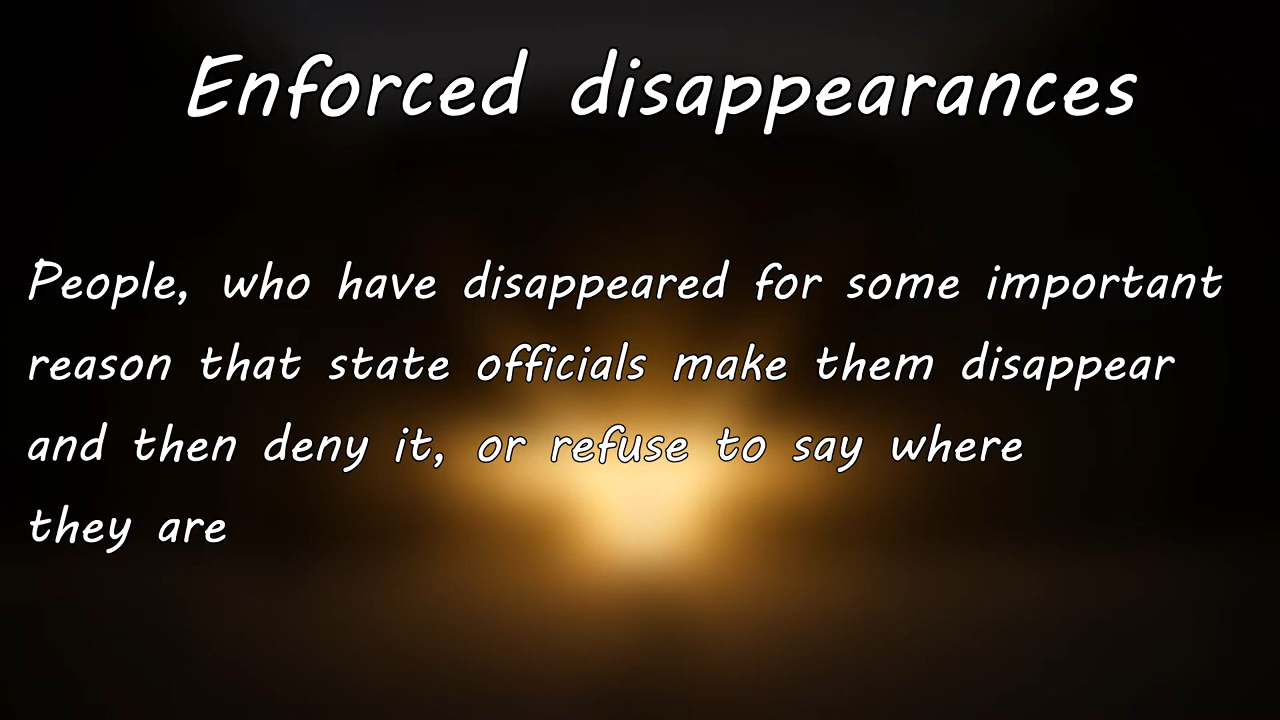 Enforced disappearances
People, who have disappeared for some important
reason that state officials make them disappear
and then deny it, or refuse to say where
they are